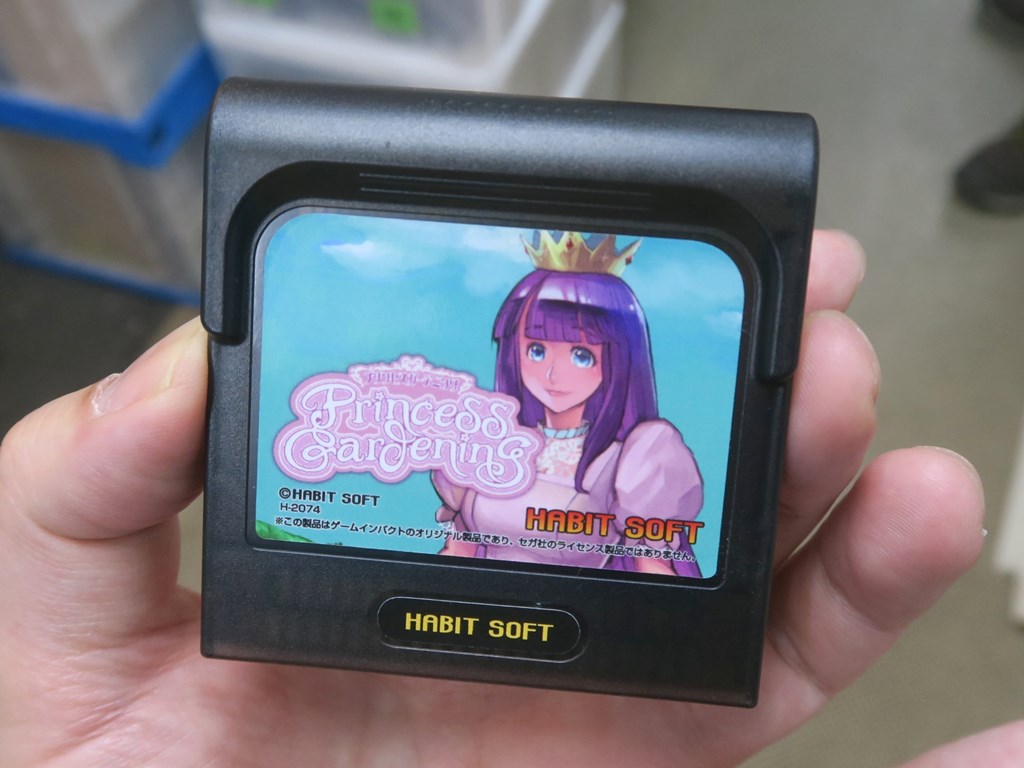 Princess
Gardening
©HABIT SOFT
H-2074
HABIT SOFT
※この製品はゲームインパクトのオリジナル製品であり、セガ社のライセンス製品ではありません。
HABIT SOFT